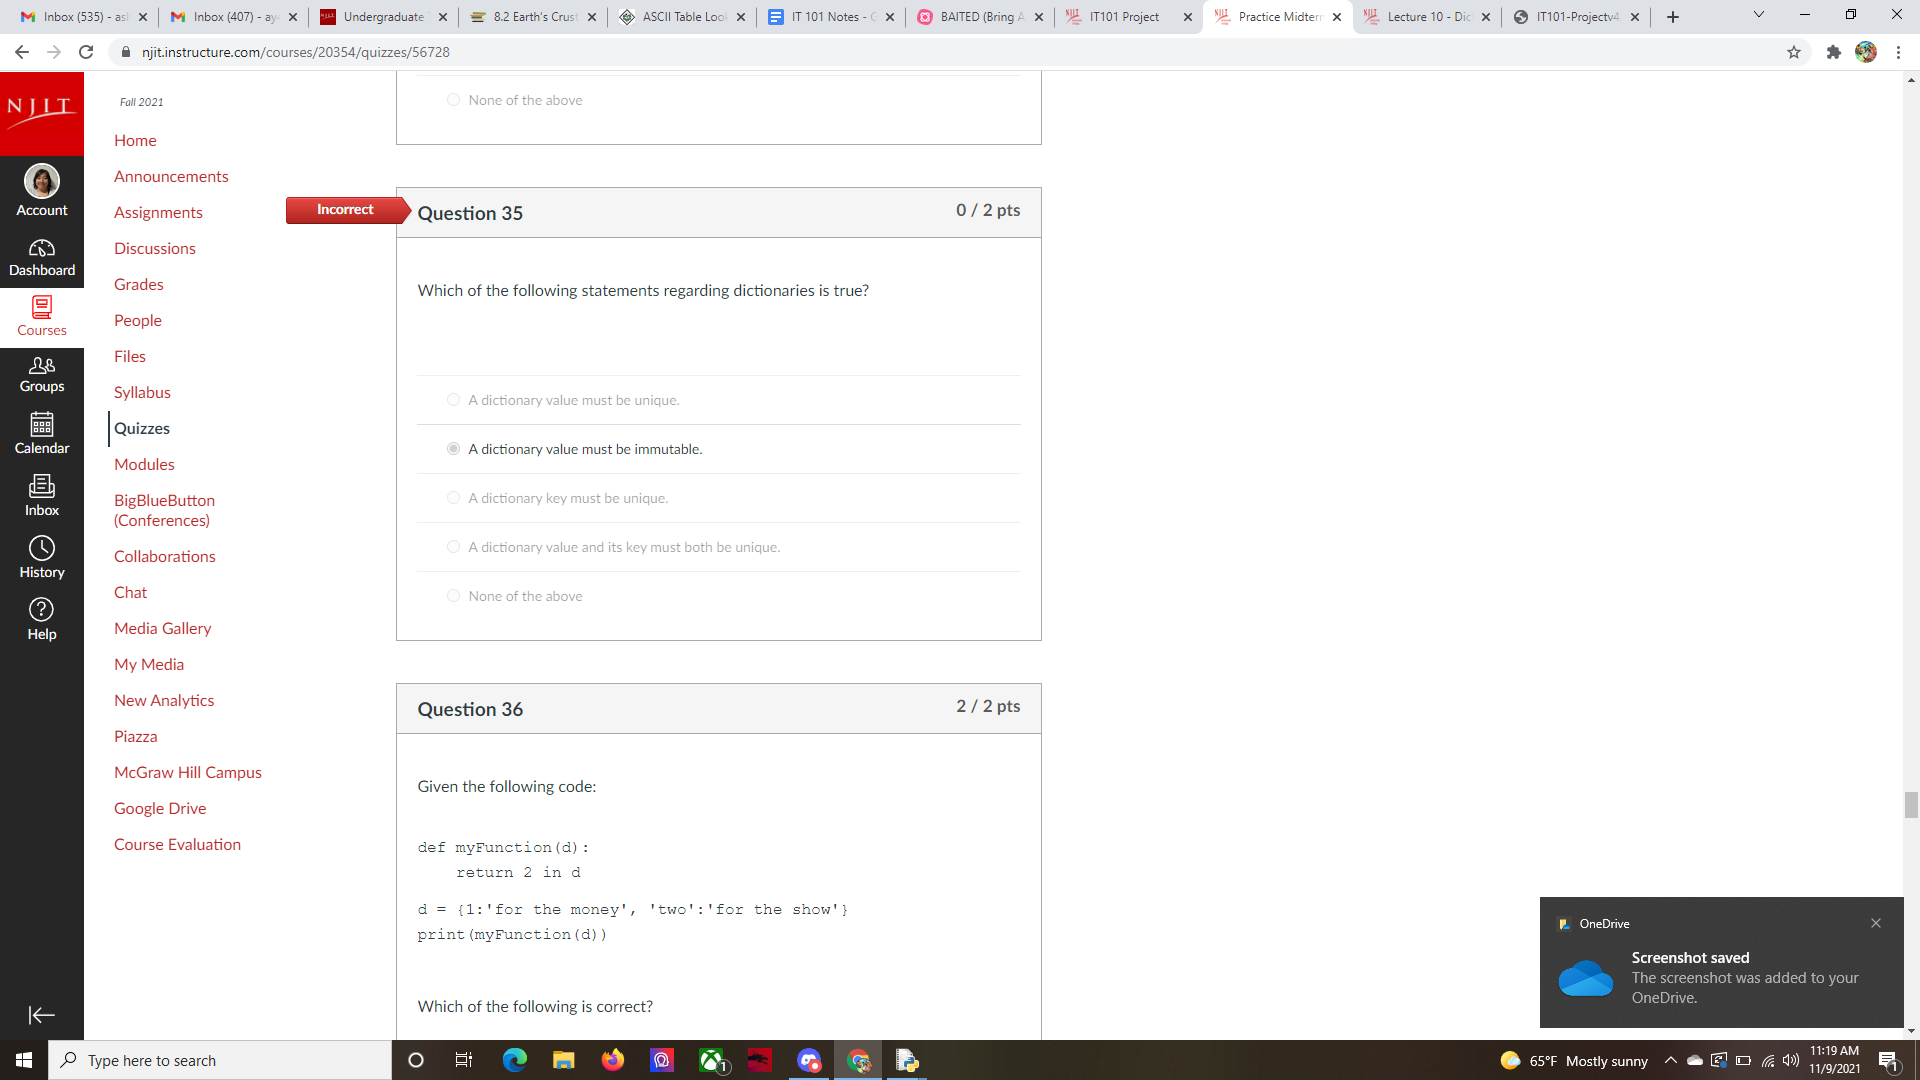 Inbox (535) - as
Inbox (407) - ay
Undergraduate
8.2 Earth's Crust
ASCII Table Loo
IT 101 Notes - G
BAITED (Bring A
IT101 Project
Practice Midter
Lecture 10 - Dic
IT101-Projectv4
njit.instructure.com/courses/20354/quizzes/56728
NJIT
Account
Dashboard
Courses
Groups
Calendar
Inbox
History
Help
Fall 2021
Home
Announcements
Assignments
Discussions
Grades
People
Files
Syllabus
Quizzes
Modules
BigBlueButton
(Conferences)
Collaborations
Chat
Media Gallery
My Media
New Analytics
Piazza
McGraw Hill Campus
Google Drive
Course Evaluation
None of the above
Incorrect
Question 35
0 / 2 pts
Which of the following statements regarding dictionaries is true?
A dictionary value must be unique.
A dictionary value must be immutable.
A dictionary key must be unique.
A dictionary value and its key must both be unique.
None of the above
Question 36
2 / 2 pts
Given the following code:
def myFunction(d):
    return 2 in d
d = {1:'for the money', 'two':'for the show'}
print(myFunction(d))
Which of the following is correct?
OneDrive
Screenshot saved
The screenshot was added to your
OneDrive.
Type here to search
1
65°F Mostly sunny
11:19 AM
11/9/2021
1